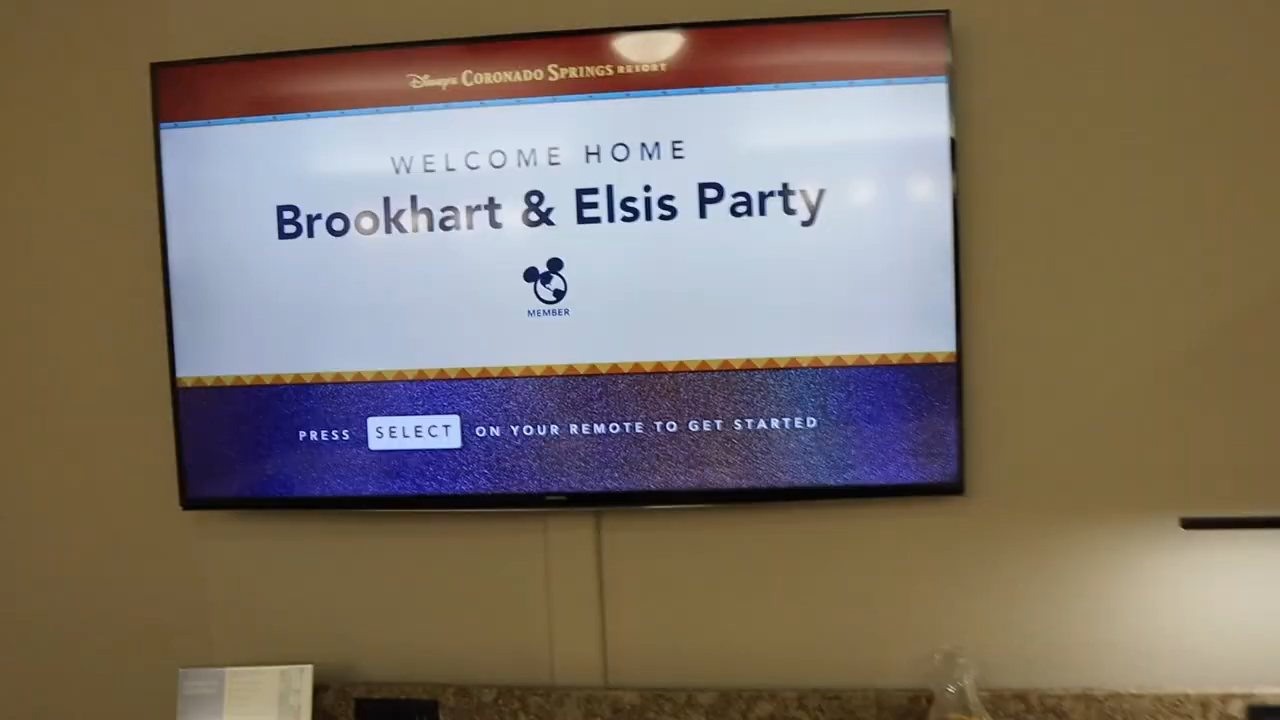 Disney's CORONADO SPRINGS RESORT
WELCOME HOME
Brookhart & Elsis Party
MEMBER
PRESS SELECT ON YOUR REMOTE TO GET STARTED